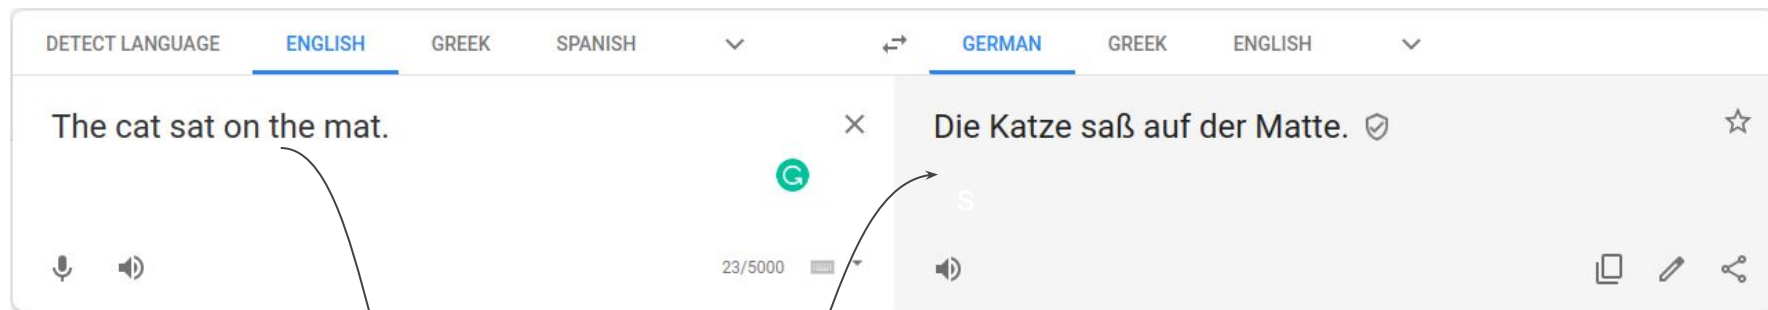 DETECT LANGUAGE ENGLISH GREEK SPANISH GERMAN GREEK ENGLISH
The cat sat on the mat.
Die Katze saß auf der Matte.
s
23/5000